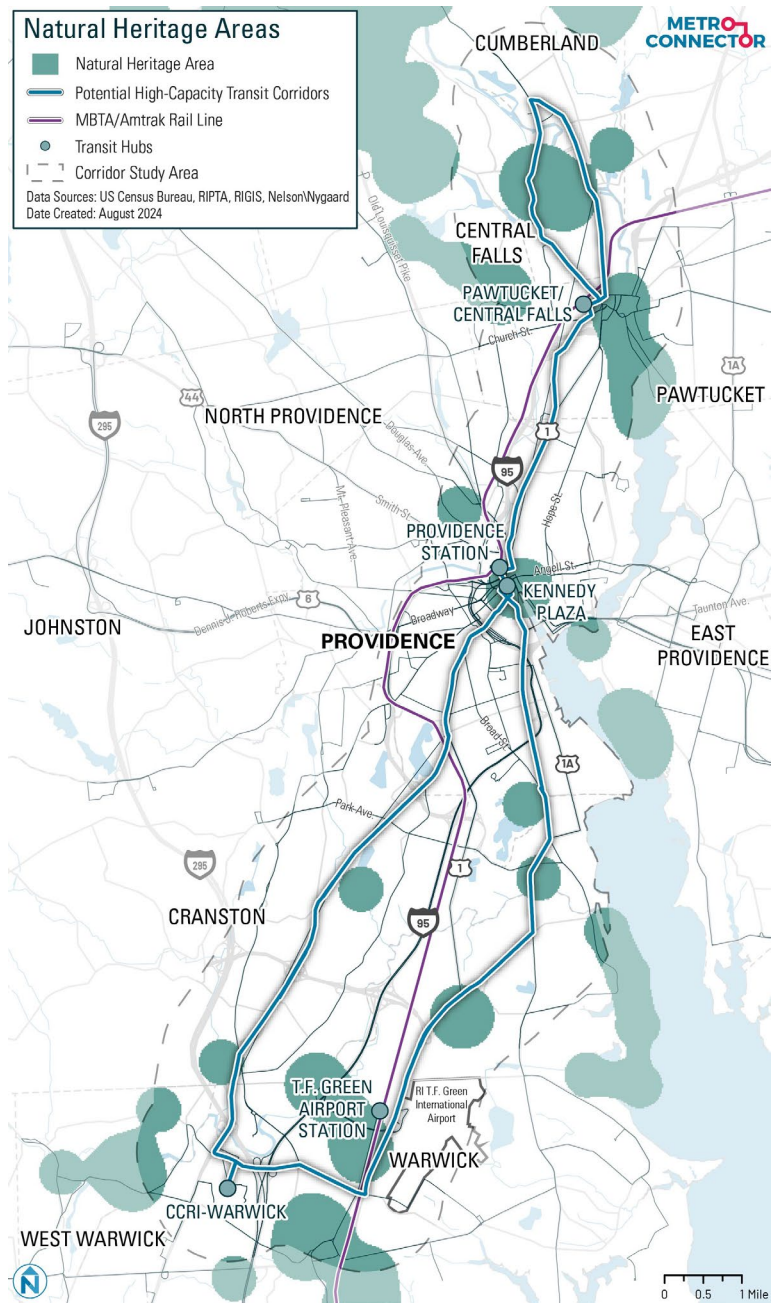 Natural Heritage Areas
Natural Heritage Area
Potential High-Capacity Transit Corridors
MBTA/Amtrak Rail Line
Transit Hubs
Corridor Study Area
Data Sources: US Census Bureau, RIPTA, RIGIS, Nelson\Nygaard
Date Created: August 2024
METRO
CONNECTOR
CUMBERLAND
Old Louisquisset Pike
CENTRAL
FALLS
PAWTUCKET/
CENTRAL FALLS
Church St.
1A
PAWTUCKET
44
295
NORTH PROVIDENCE
1
Douglas Ave.
95
Mt. Pleasant Ave.
Smith St.
Hope St.
PROVIDENCE
STATION
Angell St.
KENNEDY
PLAZA
6
Dennis J. Roberts Expy
Broadway
Taunton Ave.
JOHNSTON
PROVIDENCE
EAST
PROVIDENCE
Broad St.
1A
Park Ave.
295
1
CRANSTON
95
T.F. GREEN
AIRPORT
STATION
RI T.F. Green
International
Airport
WARWICK
CCRI-WARWICK
WEST WARWICK
N
0 0.5 1 Mile